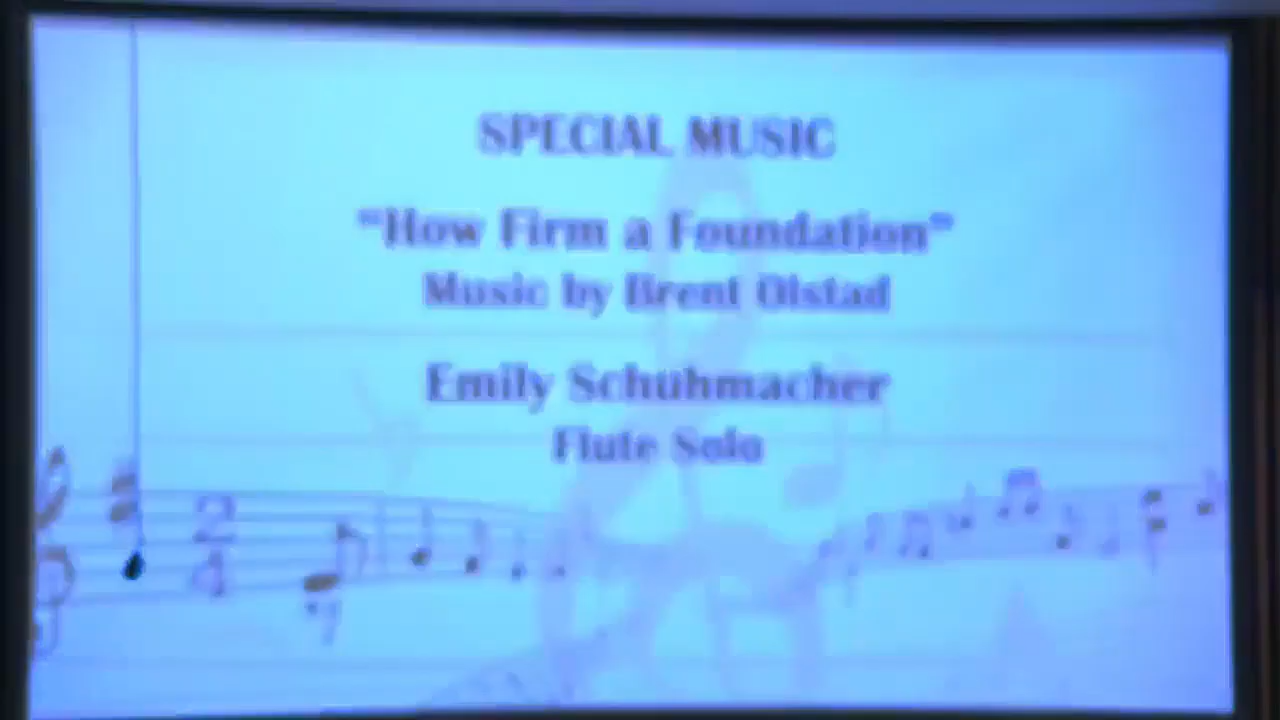 SPECIAL MUSIC
"How Firm a Foundation"
Music by Brent Olstad
Emily Schuhmacher
Flute Solo